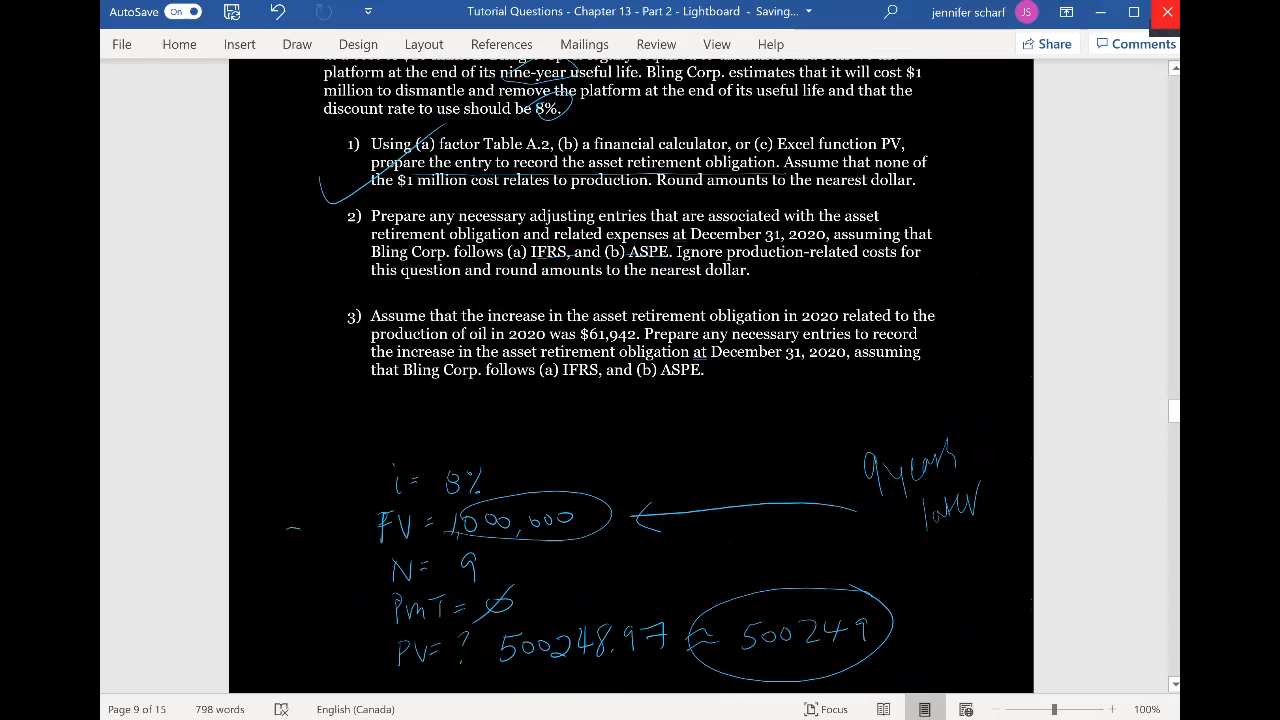 AutoSave On Tutorial Questions - Chapter 13 - Part 2 - Lightboard - Saving... jennifer scharf JS
File Home Insert Draw Design Layout References Mailings Review View Help Share Comments
platform at the end of its nine-year useful life. Bling Corp. estimates that it will cost $1
million to dismantle and remove the platform at the end of its useful life and that the
discount rate to use should be 8%.
1) Using (a) factor Table A.2, (b) a financial calculator, or (c) Excel function PV,
prepare the entry to record the asset retirement obligation. Assume that none of
the $1 million cost relates to production. Round amounts to the nearest dollar.
2) Prepare any necessary adjusting entries that are associated with the asset
retirement obligation and related expenses at December 31, 2020, assuming that
Bling Corp. follows (a) IFRS, and (b) ASPE. Ignore production-related costs for
this question and round amounts to the nearest dollar.
3) Assume that the increase in the asset retirement obligation in 2020 related to the
production of oil in 2020 was $61,942. Prepare any necessary entries to record
the increase in the asset retirement obligation at December 31, 2020, assuming
that Bling Corp. follows (a) IFRS, and (b) ASPE.
9 years
later
i = 8%
FV = 1,000,000
N = 9
PMT = 0
PV = ? 500248.97 ≈ 500249
Page 9 of 15 798 words English (Canada) Focus 100%